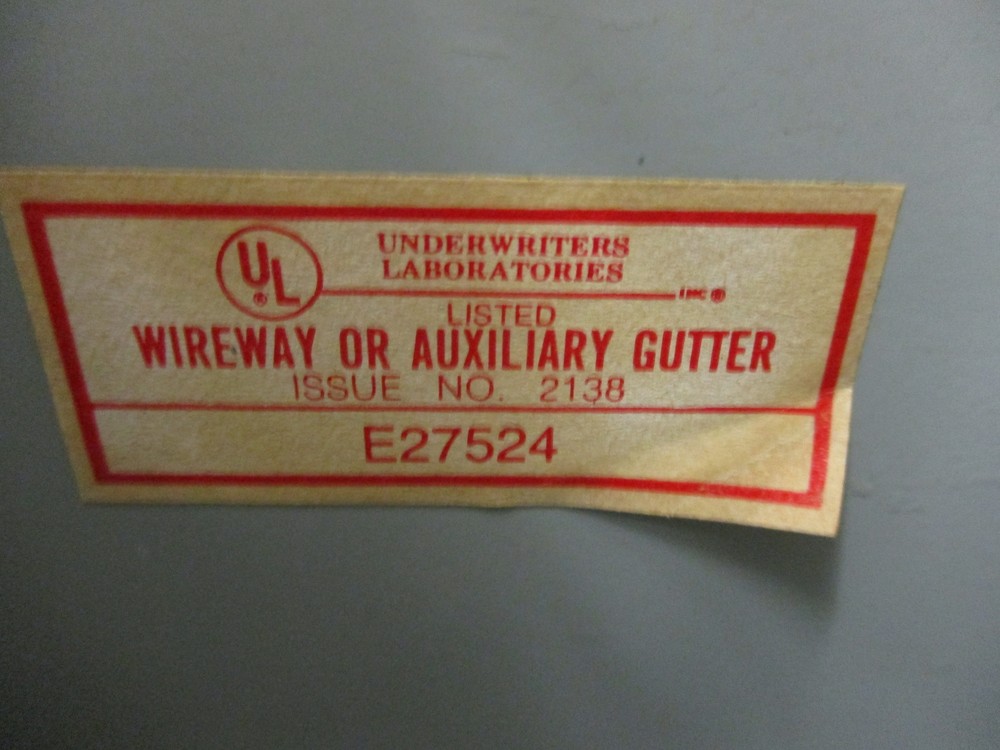 UL®
UNDERWRITERS
LABORATORIES
INC®
LISTED
WIREWAY OR AUXILIARY GUTTER
ISSUE NO. 2138
E27524